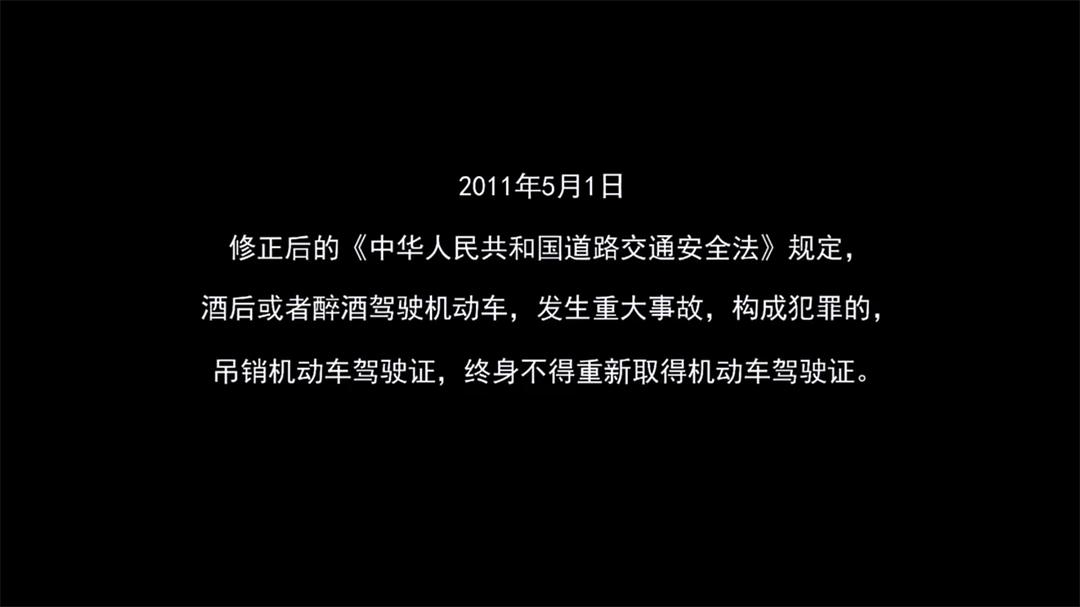 2011年5月1日
修正后的《中华人民共和国道路交通安全法》规定，
酒后或者醉酒驾驶机动车，发生重大事故，构成犯罪的，
吊销机动车驾驶证，终身不得重新取得机动车驾驶证。